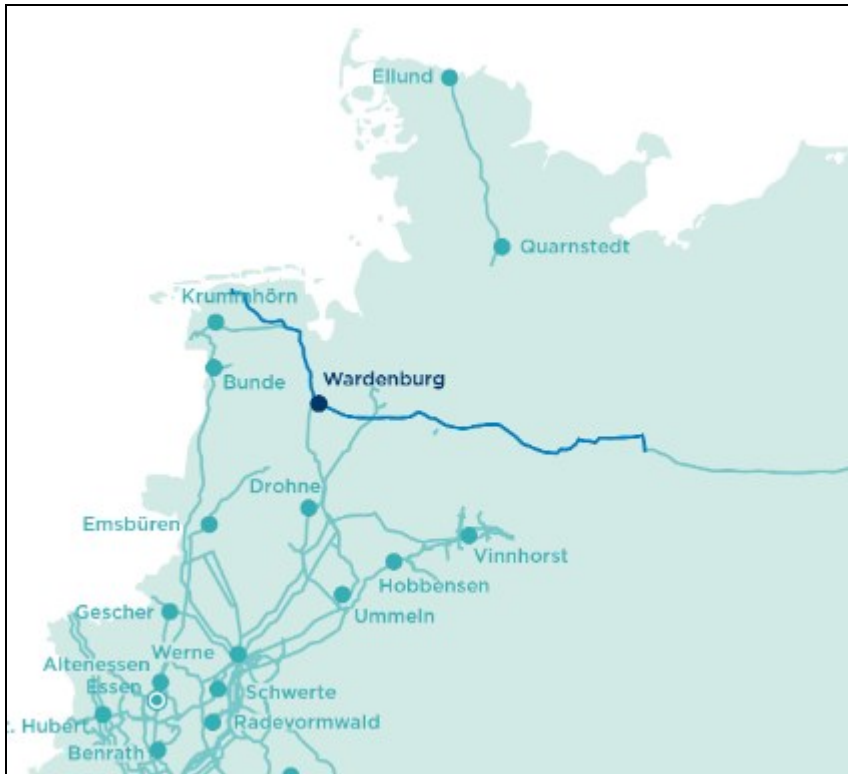 Ellund
Quarnstedt
Krummhörn
Bunde
Wardenburg
Drohne
Emsbüren
Vinnhorst
Hobbensen
Gescher
Ummeln
Werne
Altenessen
Essen
Schwerte
. Hubert
Radevormwald
Benrath